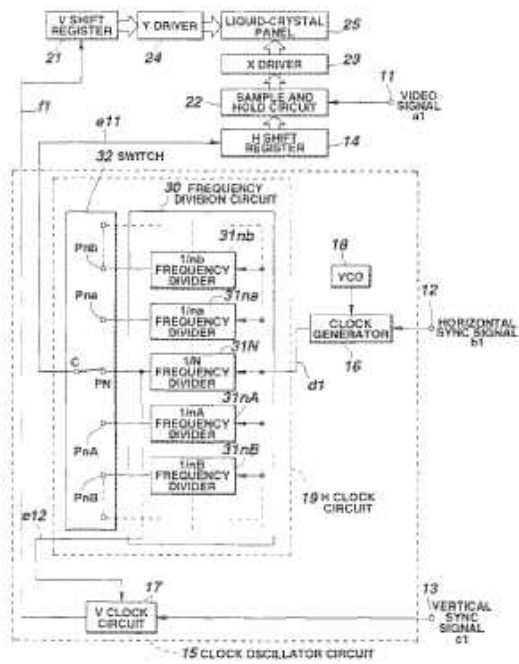 V SHIFT
REGISTER
21
Y DRIVER
24
LIQUID-CRYSTAL
PANEL
25
X DRIVER
23
f1
22
SAMPLE AND
HOLD CIRCUIT
11
VIDEO
SIGNAL
a1
e11
H SHIFT
REGISTER
14
32 SWITCH
30 FREQUENCY
DIVISION CIRCUIT
Pnb
31nb
1/nb
FREQUENCY
DIVIDER
18
VCO
Pna
31na
1/na
FREQUENCY
DIVIDER
12
HORIZONTAL
SYNC SIGNAL
b1
CLOCK
GENERATOR
16
C
PN
31N
1/N
FREQUENCY
DIVIDER
d1
PnA
31nA
1/nA
FREQUENCY
DIVIDER
PnB
31nB
1/nB
FREQUENCY
DIVIDER
19 H CLOCK
CIRCUIT
e12
17
V CLOCK
CIRCUIT
13
VERTICAL
SYNC
SIGNAL
c1
15 CLOCK OSCILLATOR CIRCUIT